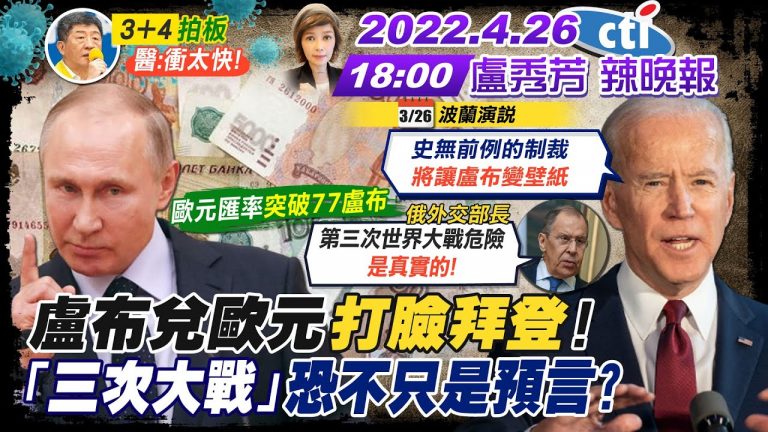 3+4拍板
醫:衝太快!
2022.4.26
cti
18:00
盧秀芳 辣晚報
3/26 波蘭演説
史無前例的制裁
將讓盧布變壁紙
歐元匯率突破77盧布
俄外交部長
第三次世界大戰危險
是真實的!
盧布兌歐元打臉拜登!
「三次大戰」恐不只是預言?